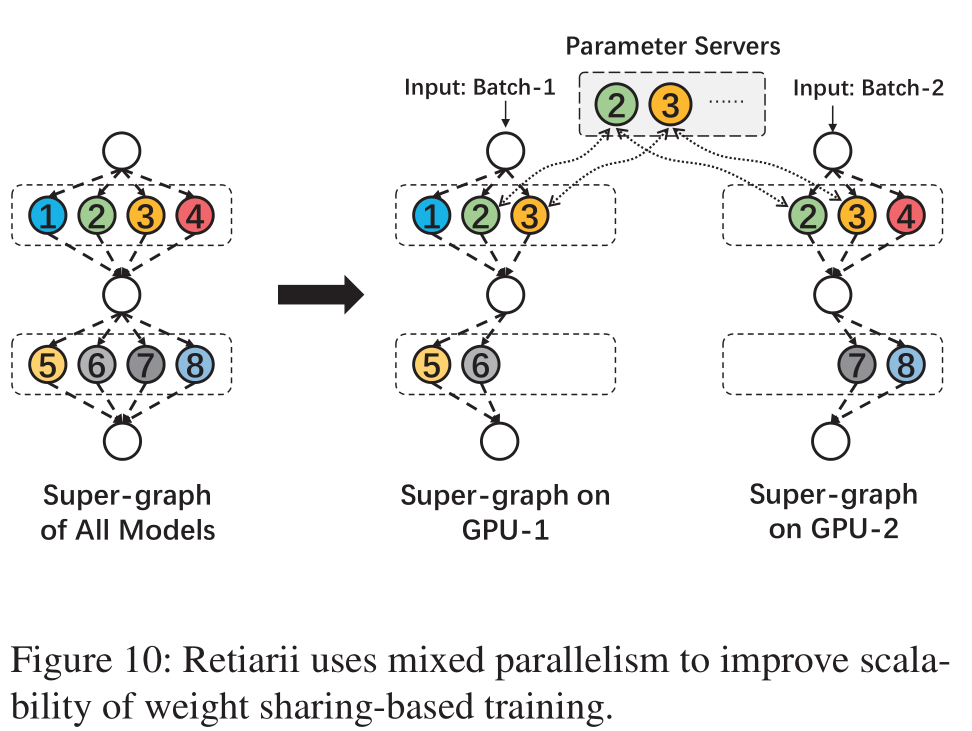 Parameter Servers
Input: Batch-1
2 3 ......
Input: Batch-2
1 2 3 4
1 2 3
2 3 4
5 6 7 8
5 6
7 8
Super-graph
of All Models
Super-graph on
GPU-1
Super-graph
on GPU-2
Figure 10: Retiarii uses mixed parallelism to improve scala-
bility of weight sharing-based training.